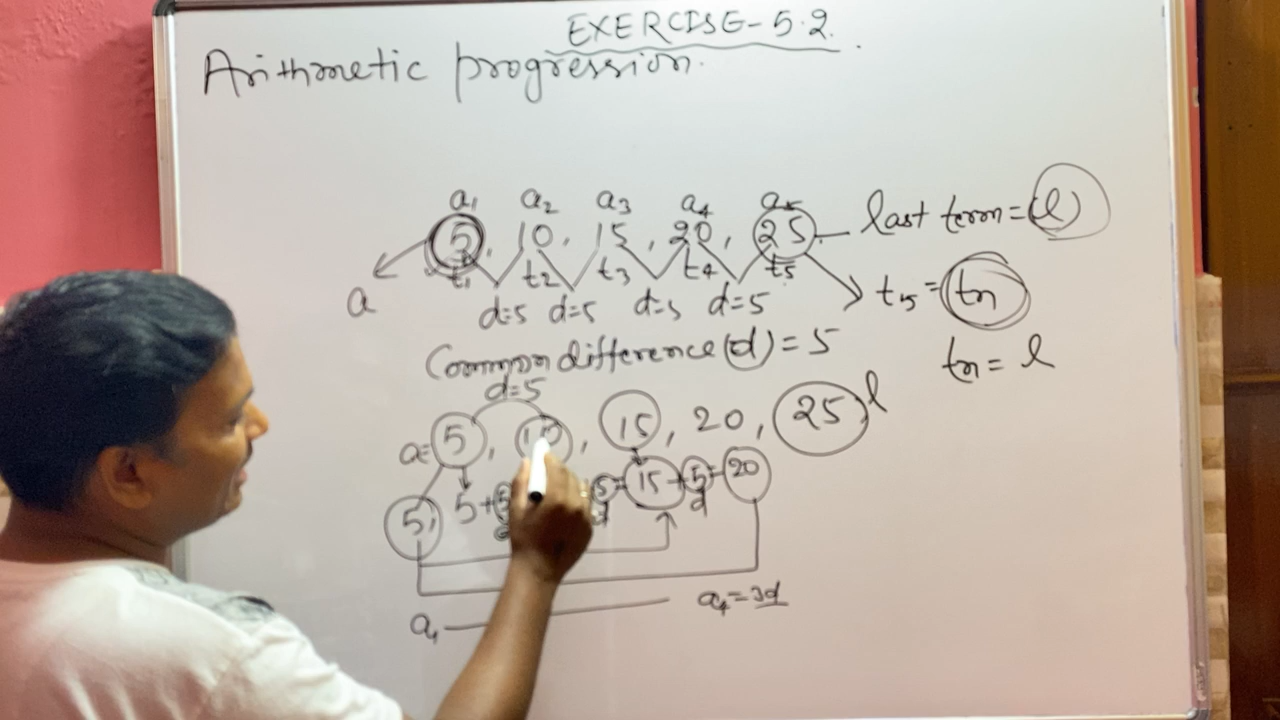 EXERCISE-5.2.
Arithmetic progression.
a₁ a₂ a₃ a₄ a₅
5, 10, 15, 20, 25 last term = (l)
t₁ t₂ t₃ t₄ t₅ t₅ = tn
a
d=5 d=5 d=5 d=5
Common difference (d) = 5 tn = l
d=5
a=5, 10, 15, 20, 25 l
5, 5+5 5=15+5=20
d d
a₁ a₄=3d